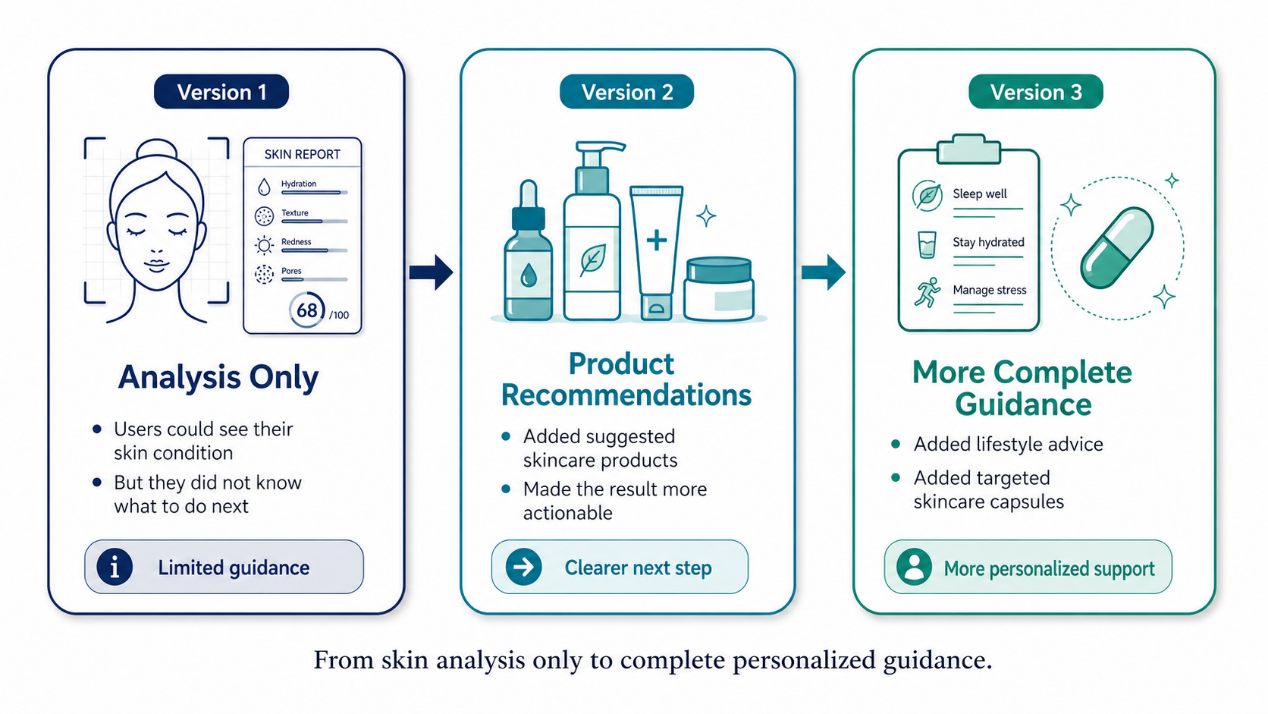 Version 1
SKIN REPORT
Hydration
Texture
Redness
Pores
68 /100
Analysis Only
• Users could see their
skin condition
• But they did not know
what to do next
i
Limited guidance
Version 2
Product
Recommendations
• Added suggested
skincare products
• Made the result more
actionable
Clearer next step
Version 3
Sleep well
Stay hydrated
Manage stress
More Complete
Guidance
• Added lifestyle advice
• Added targeted
skincare capsules
More personalized support
From skin analysis only to complete personalized guidance.